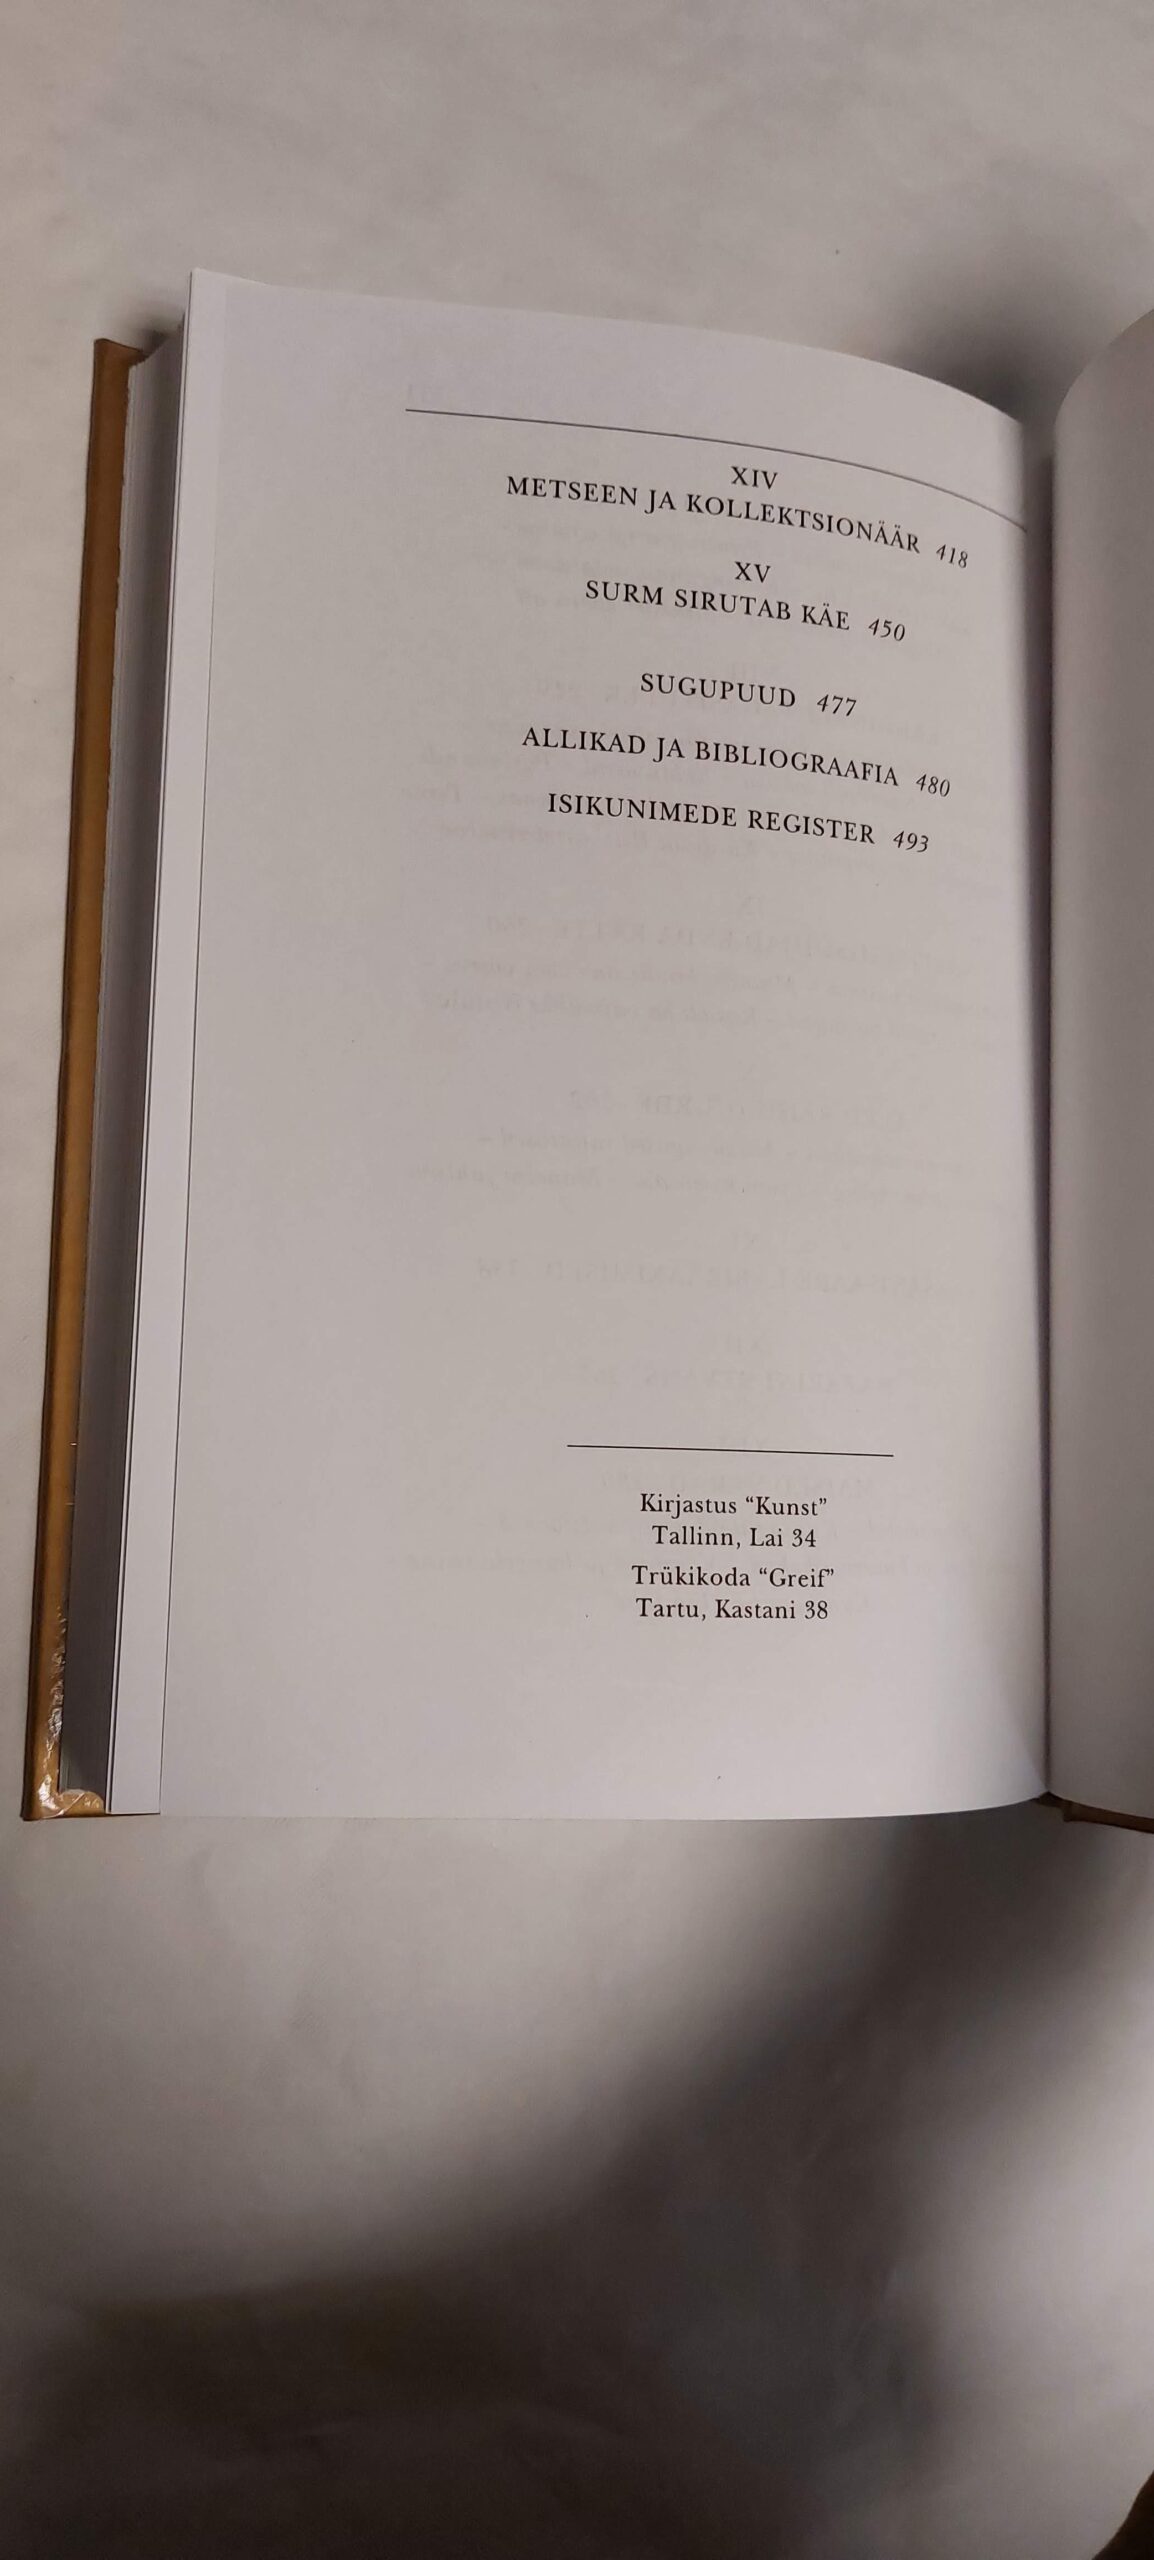 XIV
METSEEN JA KOLLEKTSIONÄÄR 418
XV
SURM SIRUTAB KÄE 450
SUGUPUUD 477
ALLIKAD JA BIBLIOGRAAFIA 480
ISIKUNIMEDE REGISTER 493
Kirjastus “Kunst”
Tallinn, Lai 34
Trükikoda “Greif”
Tartu, Kastani 38